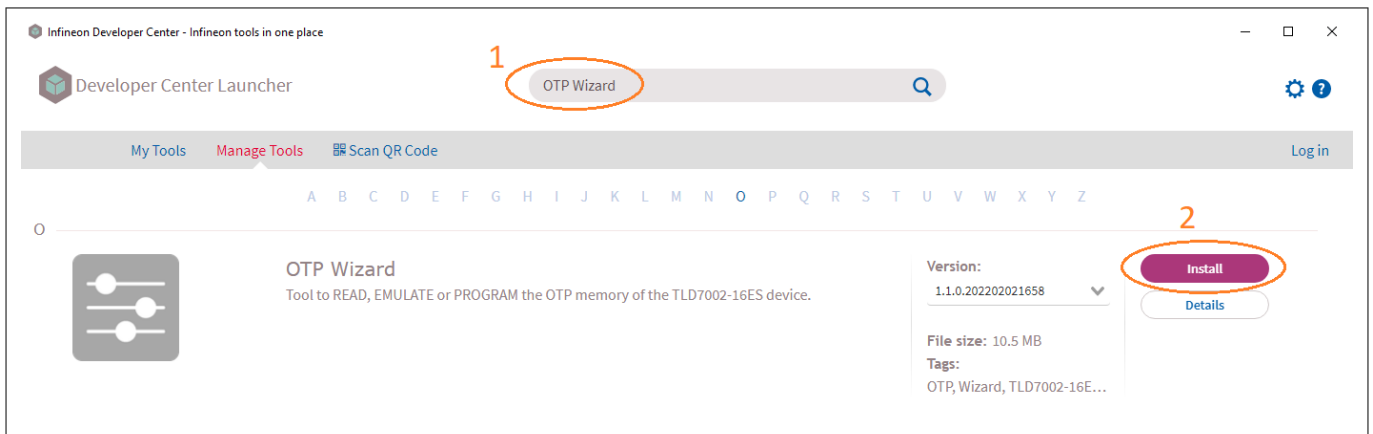 Infineon Developer Center - Infineon tools in one place
1
Developer Center Launcher
OTP Wizard
?
My Tools Manage Tools Scan QR Code Log in
A B C D E F G H I J K L M N O P Q R S T U V W X Y Z
O
2
OTP Wizard
Tool to READ, EMULATE or PROGRAM the OTP memory of the TLD7002-16ES device.
Version:
1.1.0.202202021658
Install
Details
File size: 10.5 MB
Tags:
OTP, Wizard, TLD7002-16E...